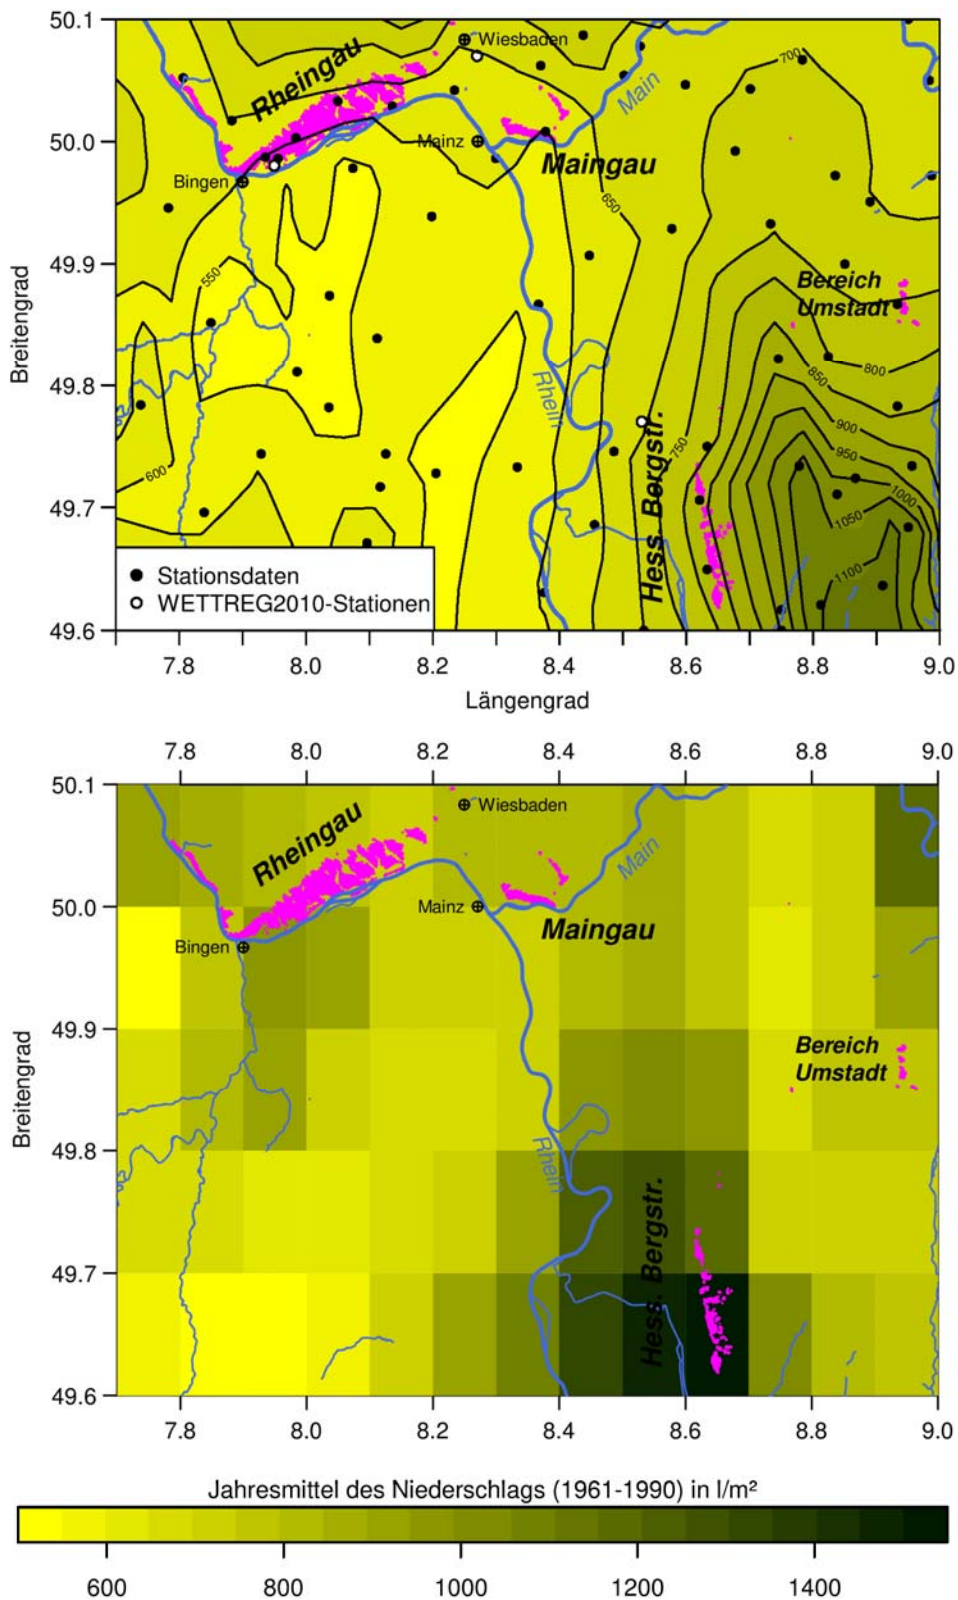 50.1
Wiesbaden
Rheingau
700
Main
50.0
Mainz
Maingau
Bingen
650
49.9
550
Bereich
Umstadt
Breitengrad
850
800
49.8
Rhein
900
750
950
600
1000
49.7
1050
Hess. Bergstr.
1100
Stationsdaten
WETTREG2010-Stationen
49.6
7.8 8.0 8.2 8.4 8.6 8.8 9.0
Längengrad
7.8 8.0 8.2 8.4 8.6 8.8 9.0
50.1
Wiesbaden
Rheingau
Main
50.0
Mainz
Maingau
Bingen
49.9
Bereich
Umstadt
Breitengrad
49.8
Rhein
Hess. Bergstr.
49.7
49.6
7.8 8.0 8.2 8.4 8.6 8.8 9.0
Jahresmittel des Niederschlags (1961-1990) in l/m²
600 800 1000 1200 1400